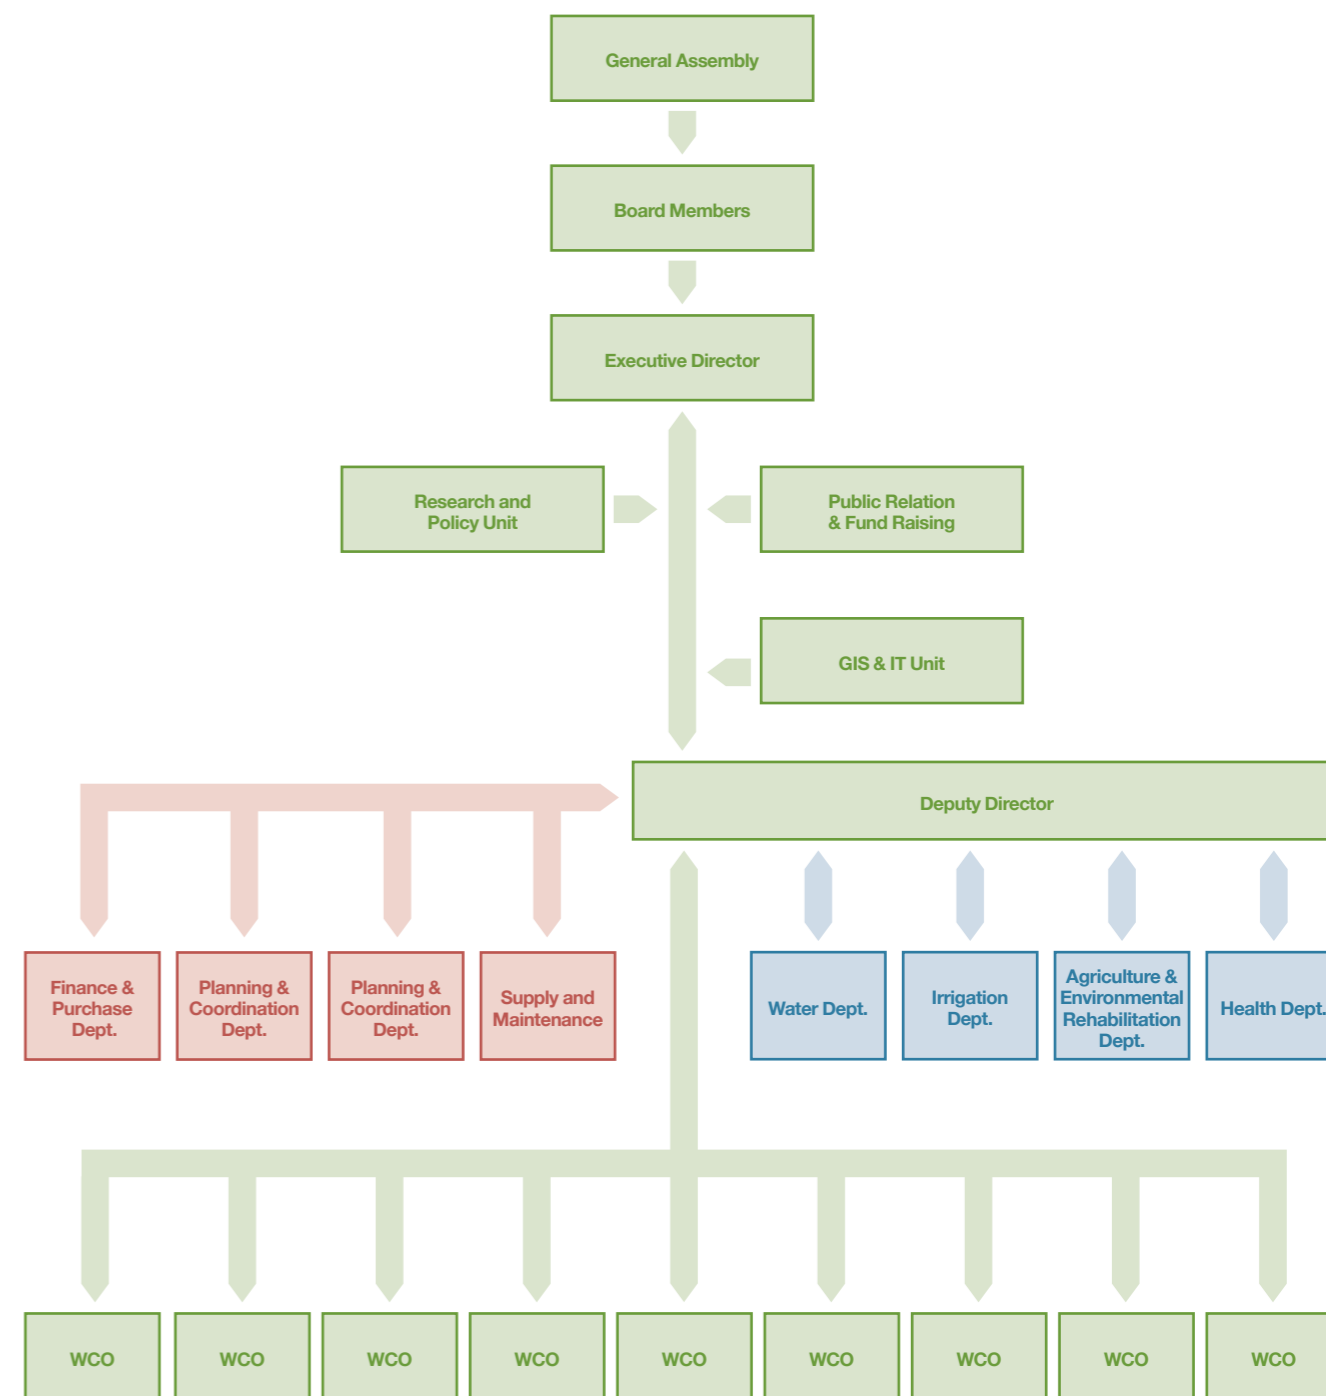 General Assembly
Board Members
Executive Director
Research and
Policy Unit
Public Relation
& Fund Raising
GIS & IT Unit
Deputy Director
Finance &
Purchase
Dept.
Planning &
Coordination
Dept.
Planning &
Coordination
Dept.
Supply and
Maintenance
Water Dept.
Irrigation
Dept.
Agriculture &
Environmental
Rehabilitation
Dept.
Health Dept.
WCO
WCO
WCO
WCO
WCO
WCO
WCO
WCO
WCO